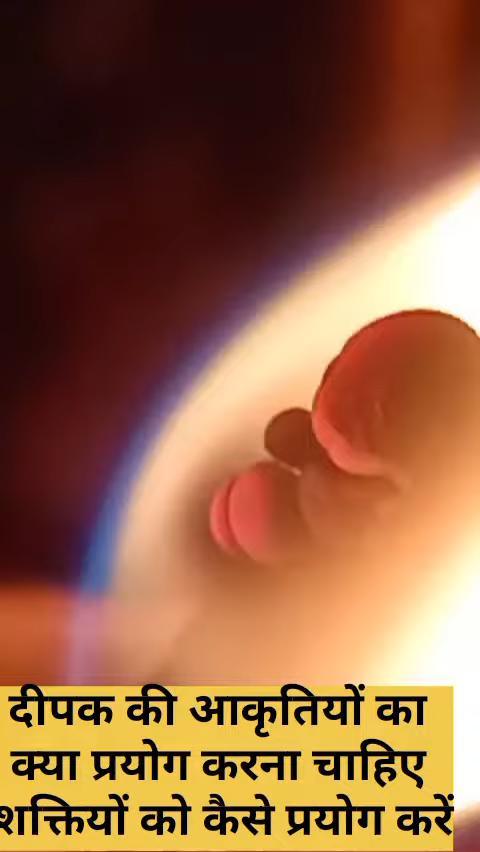 दीपक की आकृतियों का
क्या प्रयोग करना चाहिए
शक्तियों को कैसे प्रयोग करें